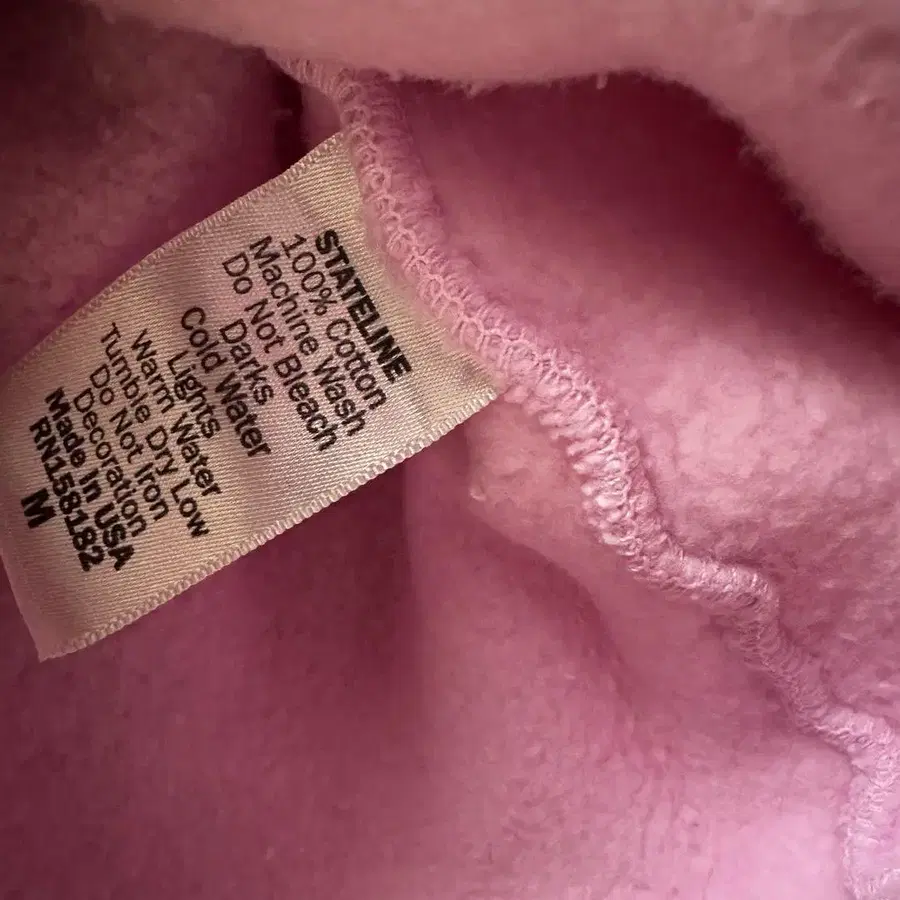 STATELINE
100% Cotton
Machine Wash
Do Not Bleach
Darks
Cold Water
Lights
Warm Water
Tumble Dry Low
Do Not Iron
Decoration
Made In USA
RN158182
M